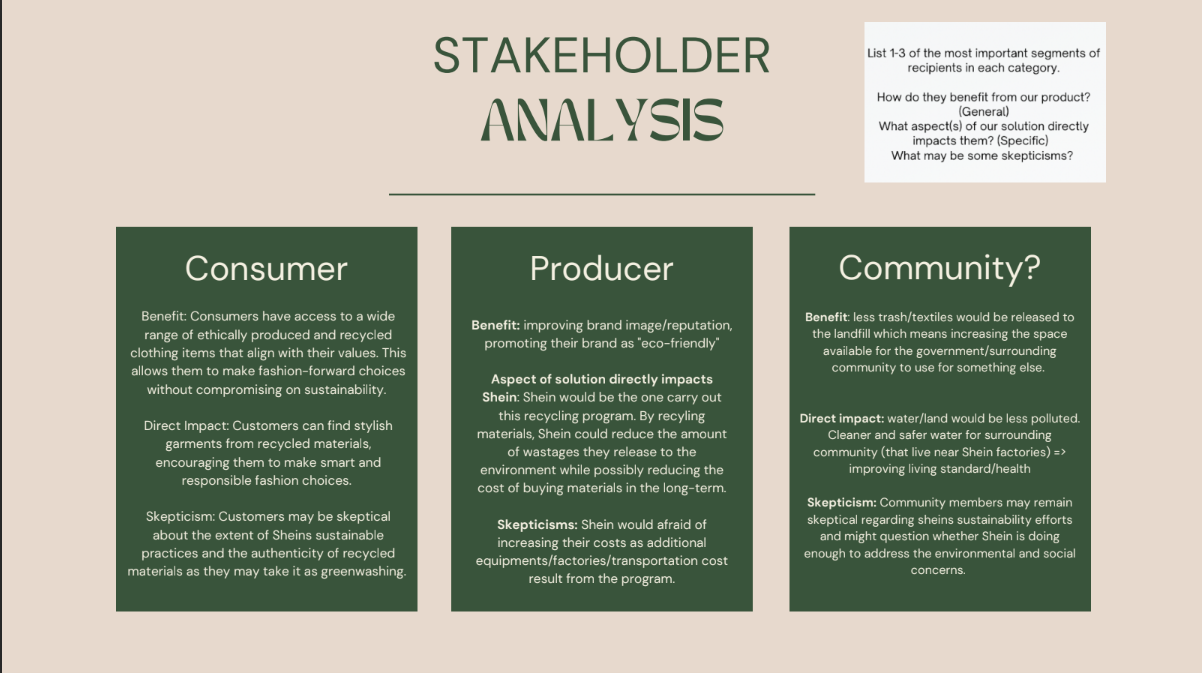 STAKEHOLDER
ANALYSIS
List 1-3 of the most important segments of
recipients in each category.
How do they benefit from our product?
(General)
What aspect(s) of our solution directly
impacts them? (Specific)
What may be some skepticisms?
Consumer
Benefit: Consumers have access to a wide
range of ethically produced and recycled
clothing items that align with their values. This
allows them to make fashion-forward choices
without compromising on sustainability.
Direct Impact: Customers can find stylish
garments from recycled materials,
encouraging them to make smart and
responsible fashion choices.
Skepticism: Customers may be skeptical
about the extent of Sheins sustainable
practices and the authenticity of recycled
materials as they may take it as greenwashing.
Producer
Benefit: improving brand image/reputation,
promoting their brand as "eco-friendly"
Aspect of solution directly impacts
Shein: Shein would be the one carry out
this recycling program. By recyling
materials, Shein could reduce the amount
of wastages they release to the
environment while possibly reducing the
cost of buying materials in the long-term.
Skepticisms: Shein would afraid of
increasing their costs as additional
equipments/factories/transportation cost
result from the program.
Community?
Benefit: less trash/textiles would be released to
the landfill which means increasing the space
available for the government/surrounding
community to use for something else.
Direct impact: water/land would be less polluted.
Cleaner and safer water for surrounding
community (that live near Shein factories) =>
improving living standard/health
Skepticism: Community members may remain
skeptical regarding sheins sustainability efforts
and might question whether Shein is doing
enough to address the environmental and social
concerns.